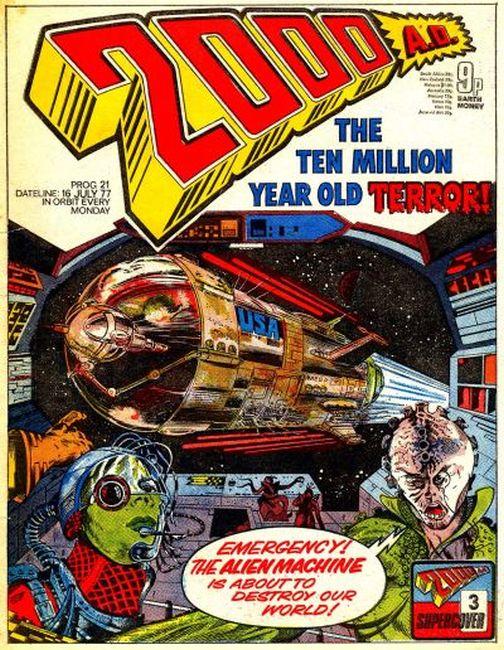 2000
A.D.
9p
EARTH
MONEY
THE
TEN MILLION
YEAR OLD TERROR!
PROG 21
DATELINE: 16 JULY 77
IN ORBIT EVERY
MONDAY
USA
EMERGENCY!
THE ALIEN MACHINE
IS ABOUT TO
DESTROY OUR
WORLD!
2000 A.D.
3
SUPERCOVER